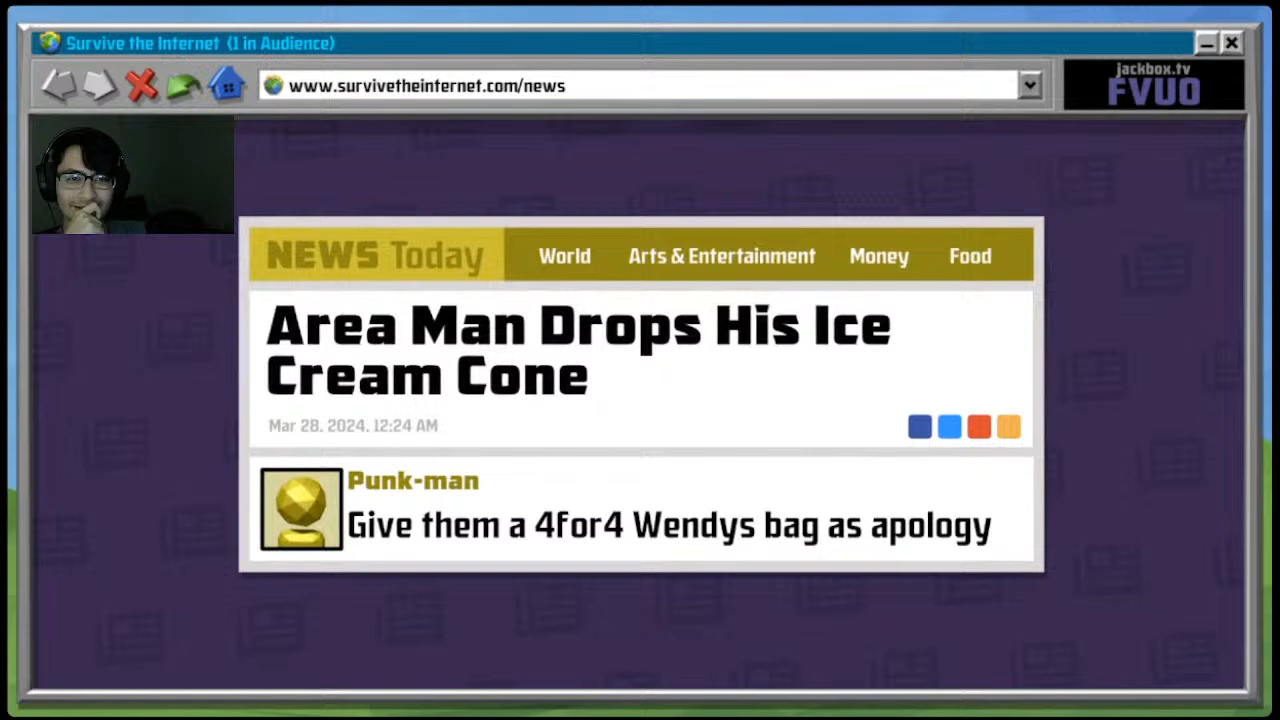 Survive the Internet (1 in Audience)
www.survivetheinternet.com/news
jackbox.tv
FVUO
NEWS Today World Arts & Entertainment Money Food
Area Man Drops His Ice
Cream Cone
Mar 28, 2024, 12:24 AM
Punk-man
Give them a 4for4 Wendys bag as apology